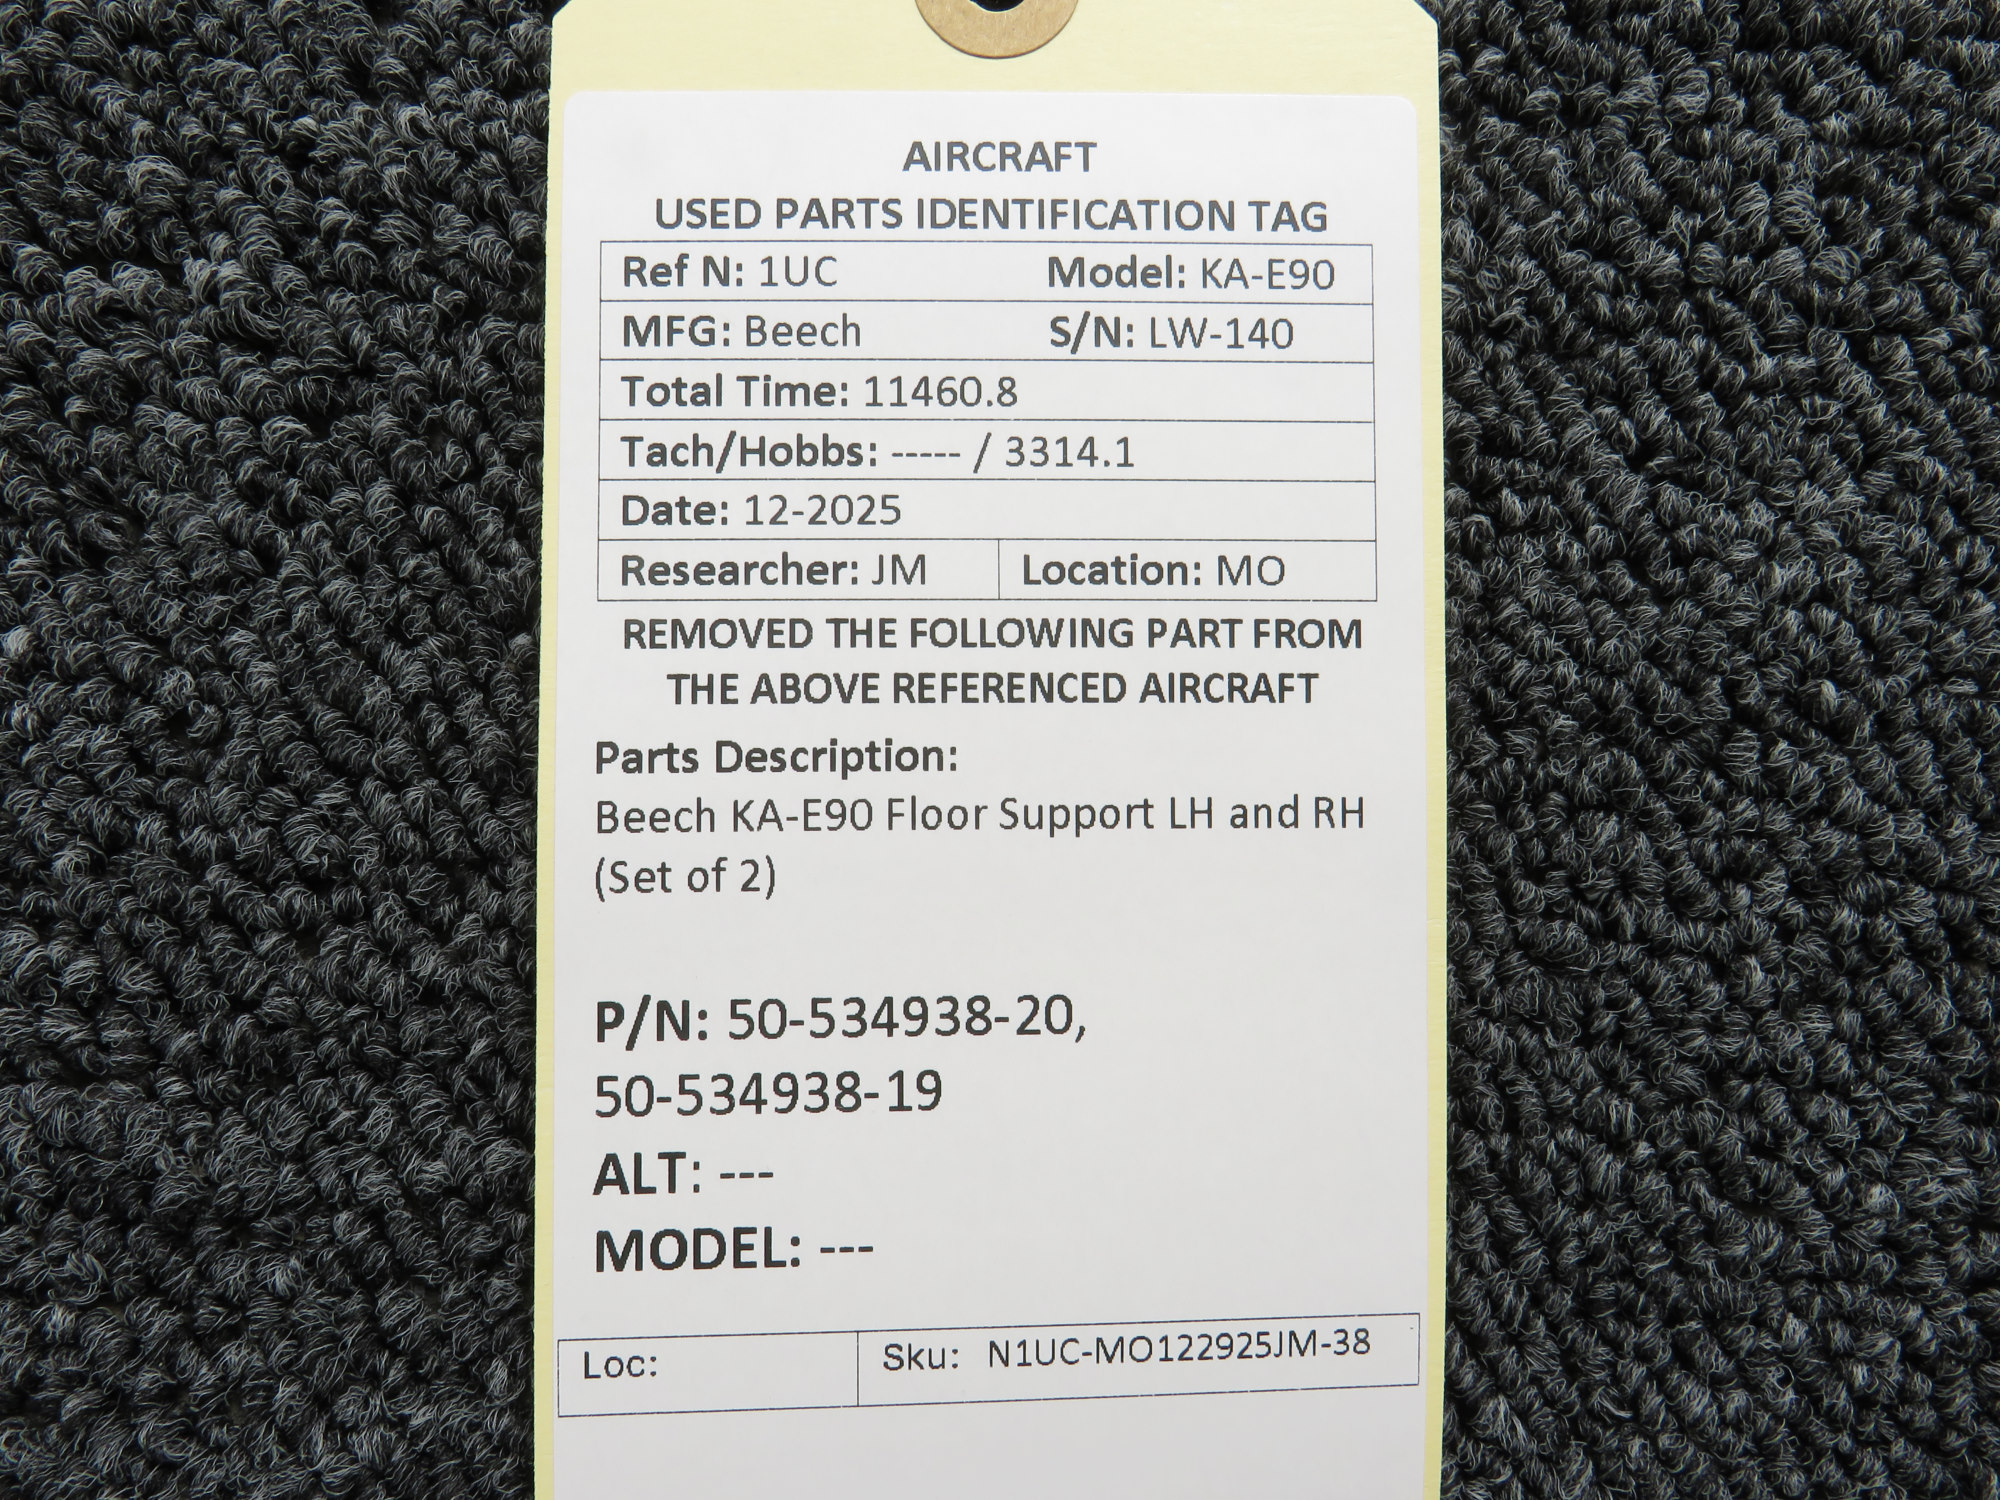 AIRCRAFT
USED PARTS IDENTIFICATION TAG
Ref N: 1UC Model: KA-E90
MFG: Beech S/N: LW-140
Total Time: 11460.8
Tach/Hobbs: ----- / 3314.1
Date: 12-2025
Researcher: JM Location: MO
REMOVED THE FOLLOWING PART FROM
THE ABOVE REFERENCED AIRCRAFT
Parts Description:
Beech KA-E90 Floor Support LH and RH
(Set of 2)
P/N: 50-534938-20,
50-534938-19
ALT: ---
MODEL: ---
Loc: Sku: N1UC-MO122925JM-38